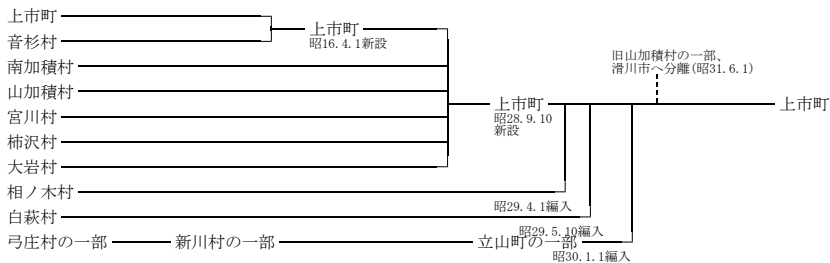 上市町
音杉村
上市町
昭16.4.1新設
南加積村
山加積村
宮川村
柿沢村
大岩村
上市町
昭28.9.10
新設
旧山加積村の一部、
滑川市へ分離(昭31.6.1)
上市町
相ノ木村
昭29.4.1編入
白萩村
昭29.5.10編入
弓庄村の一部
新川村の一部
立山町の一部
昭30.1.1編入